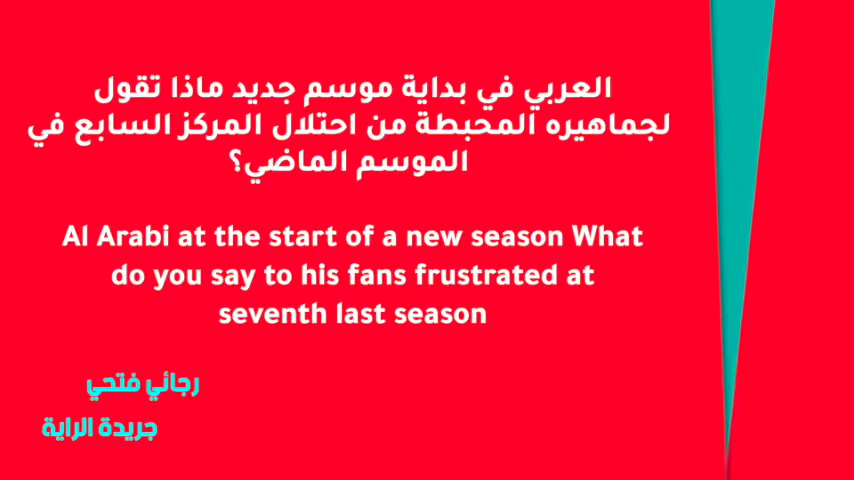 العربي في بداية موسم جديد ماذا تقول
لجماهيره المحبطة من احتلال المركز السابع في
الموسم الماضي؟
Al Arabi at the start of a new season What
do you say to his fans frustrated at
seventh last season
رجائي فتحي
جريدة الراية